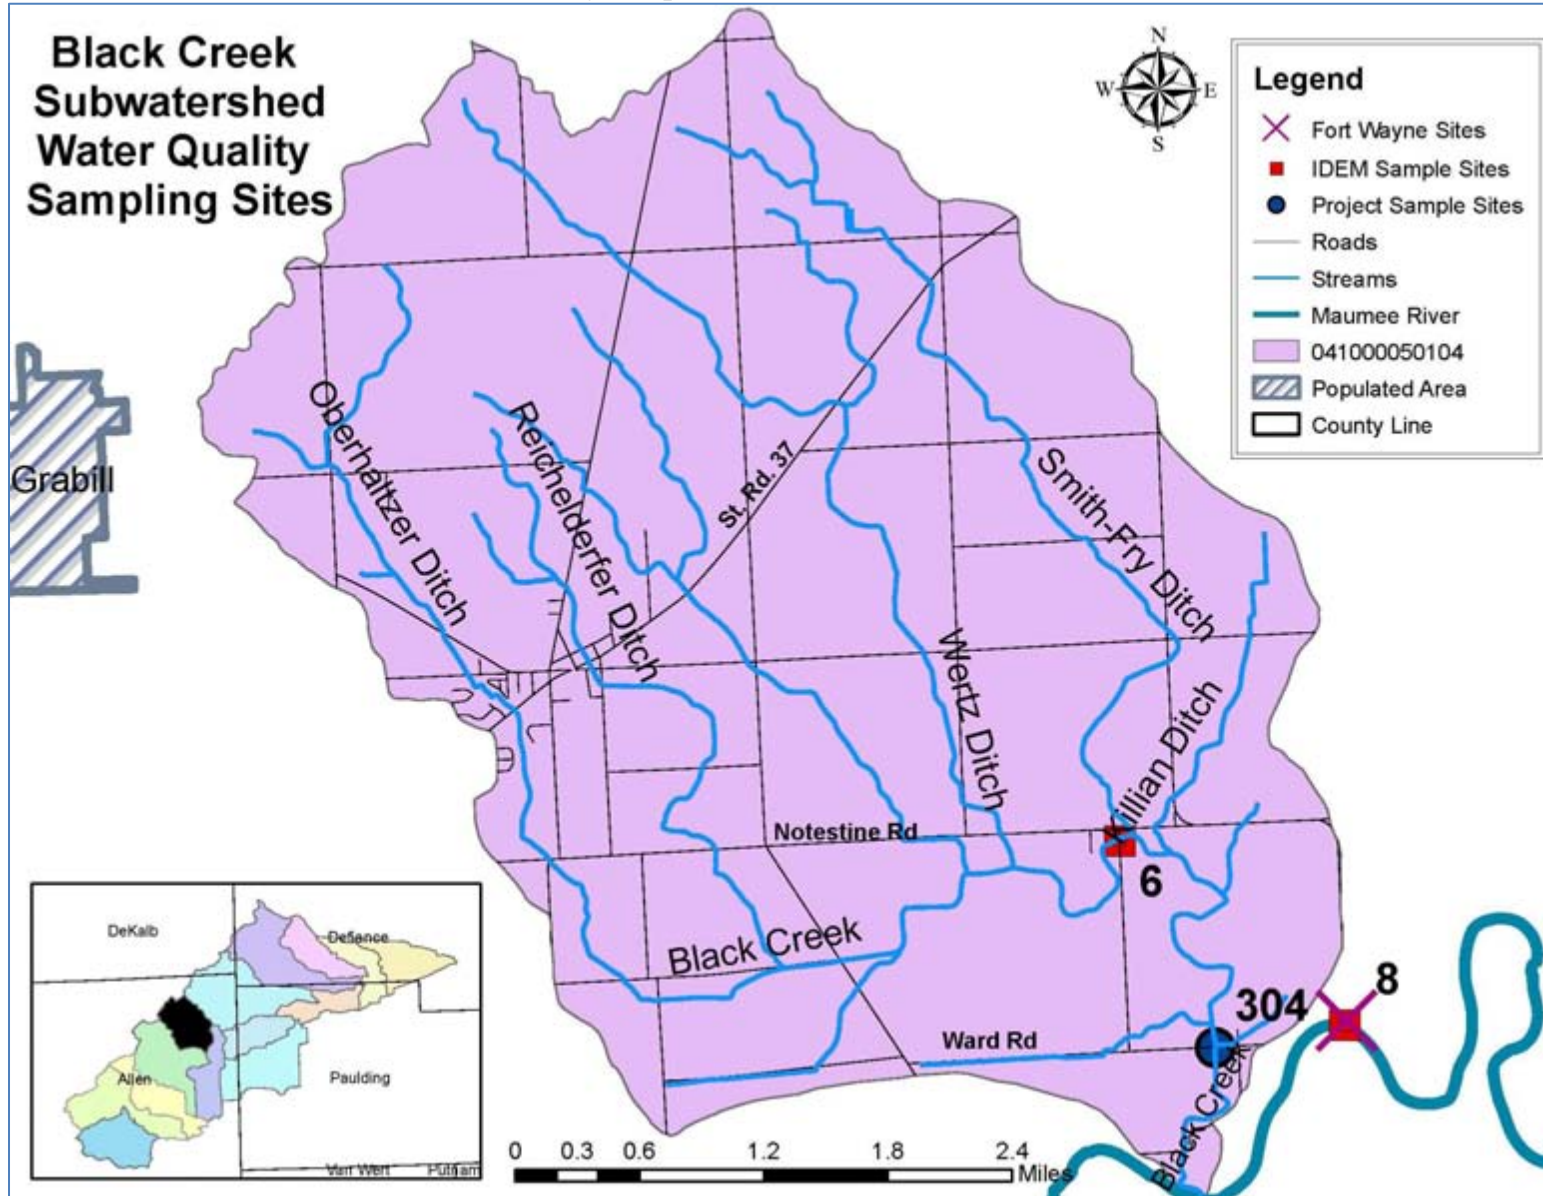 Black Creek
Subwatershed
Water Quality
Sampling Sites
N
W
E
S
Legend
Fort Wayne Sites
IDEM Sample Sites
Project Sample Sites
Roads
Streams
Maumee River
041000050104
Populated Area
County Line
Grabill
Oberhaltzer Ditch
Reichelderfer Ditch
St. Rd. 37
Smith-Fry Ditch
Wertz Ditch
Killian Ditch
Notestine Rd
6
Black Creek
304
8
Ward Rd
Black Creek
DeKalb
Defiance
Allen
Paulding
Van Wert
Putnam
0 0.3 0.6 1.2 1.8 2.4
Miles